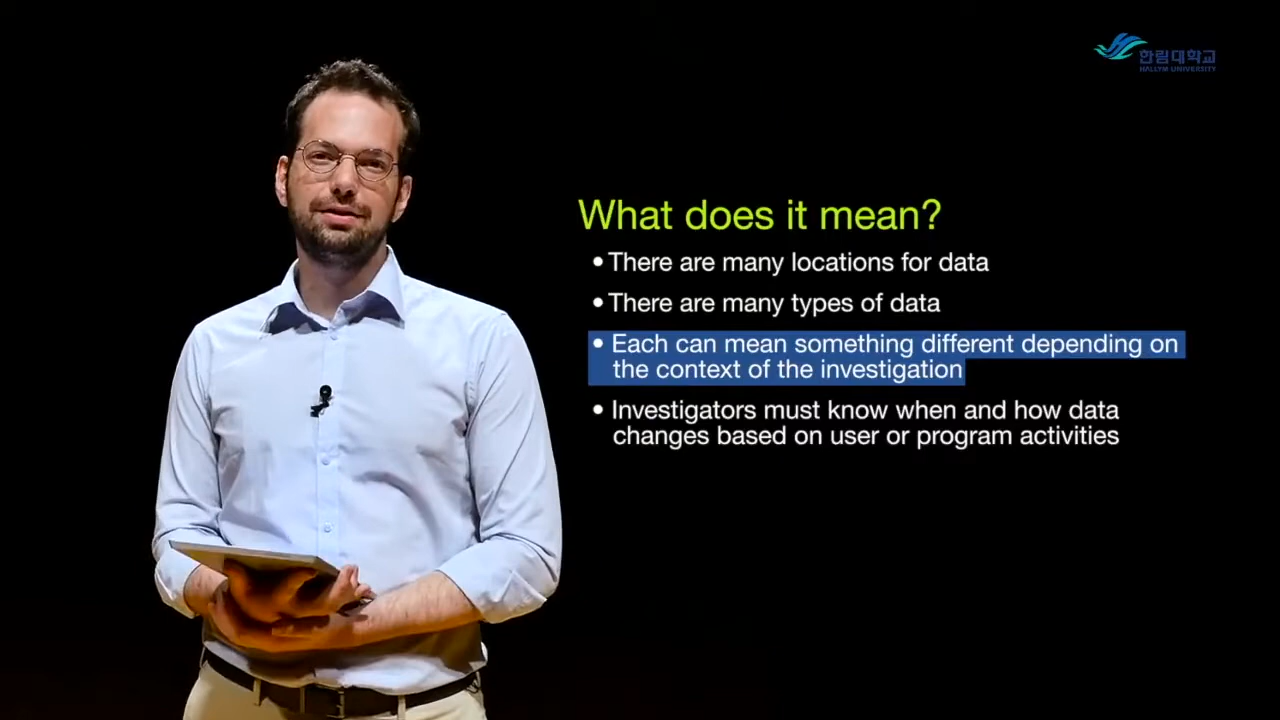 한림대학교
HALLYM UNIVERSITY
What does it mean?
• There are many locations for data
• There are many types of data
• Each can mean something different depending on
the context of the investigation
• Investigators must know when and how data
changes based on user or program activities